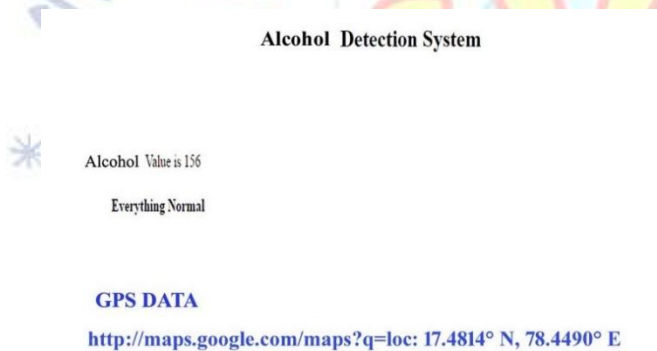 Alcohol Detection System
Alcohol Value is 156
Everything Normal
GPS DATA
http://maps.google.com/maps?q=loc: 17.4814° N, 78.4490° E